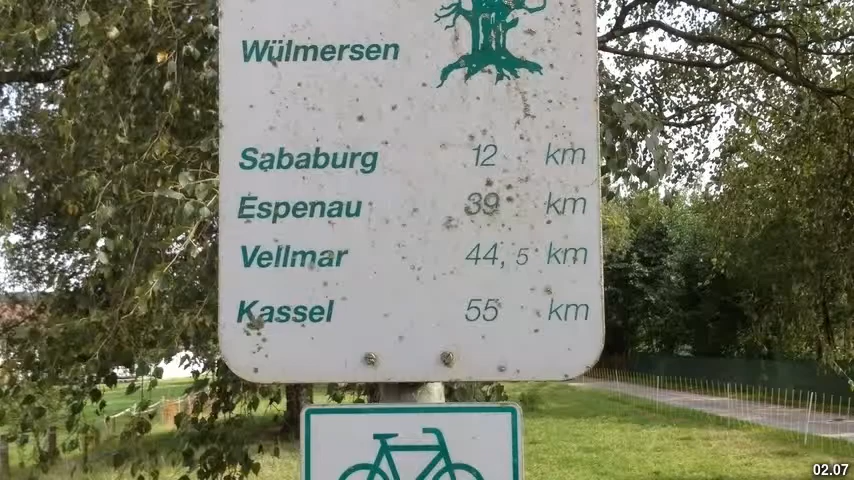 Wülmersen
Sababurg 12 km
Espenau 39 km
Vellmar 44,5 km
Kassel 55 km
02.07